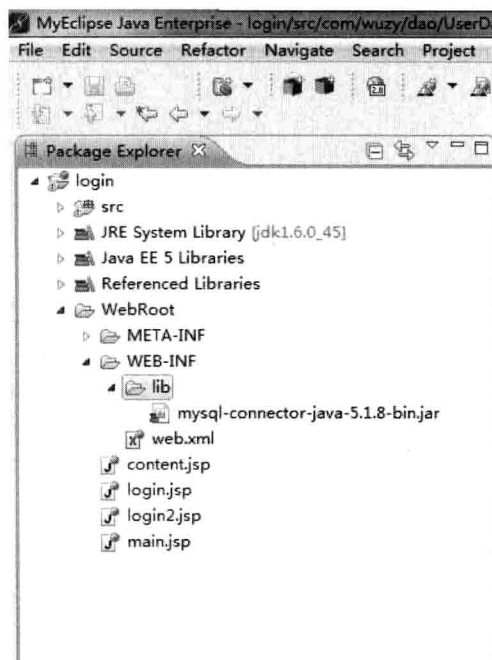 MyEclipse Java Enterprise - login/src/com/wuzy/dao/UserD
File Edit Source Refactor Navigate Search Project
2.0
Package Explorer
login
src
JRE System Library [jdk1.6.0_45]
Java EE 5 Libraries
Referenced Libraries
WebRoot
META-INF
WEB-INF
lib
mysql-connector-java-5.1.8-bin.jar
web.xml
content.jsp
login.jsp
login2.jsp
main.jsp